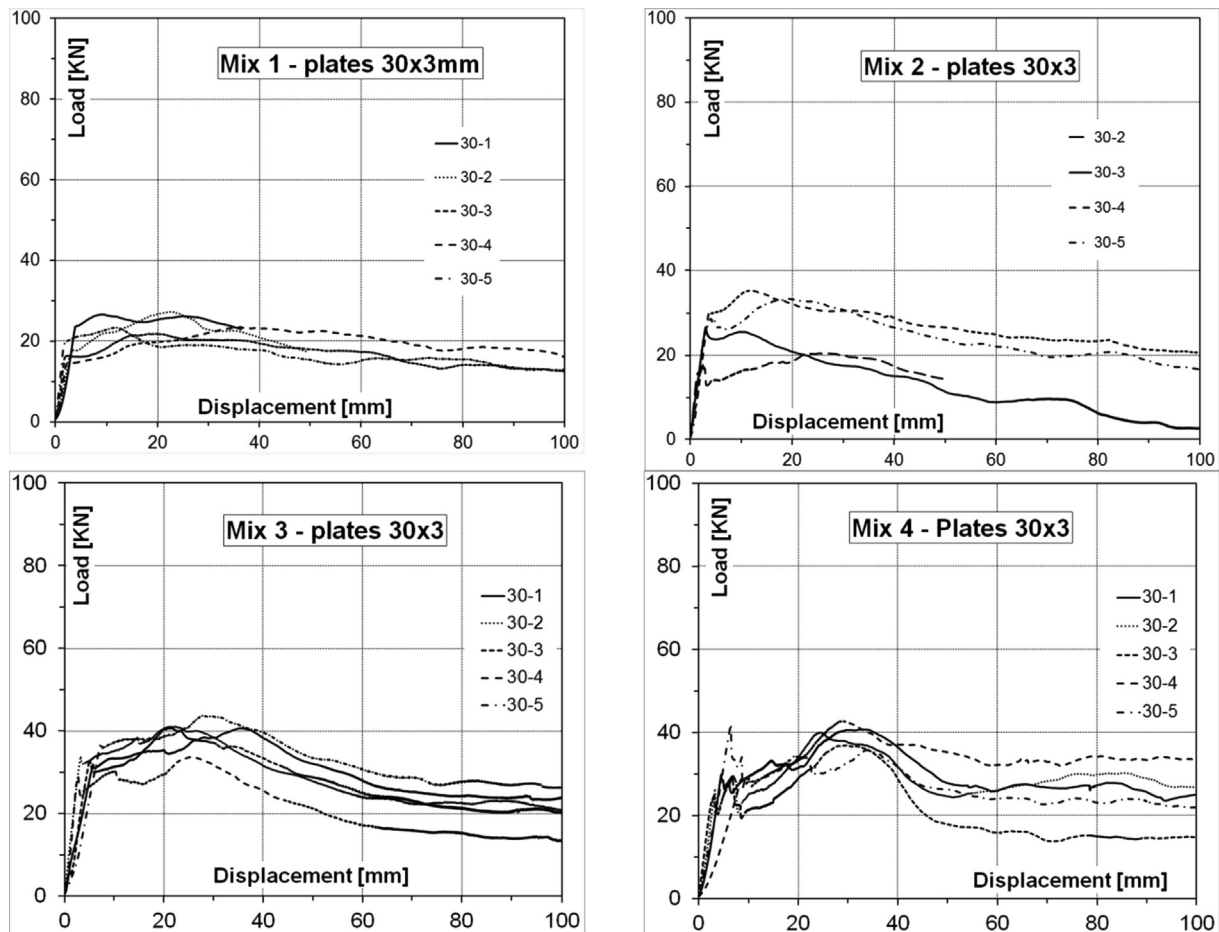 100
80
60
40
20
0
Load [KN]
Mix 1 - plates 30x3mm
30-1
30-2
30-3
30-4
30-5
Displacement [mm]
0 20 40 60 80 100
100
80
60
40
20
0
Load [KN]
Mix 2 - plates 30x3
30-2
30-3
30-4
30-5
Displacement [mm]
0 20 40 60 80 100
100
80
60
40
20
0
Load [KN]
Mix 3 - plates 30x3
30-1
30-2
30-3
30-4
30-5
Displacement [mm]
0 20 40 60 80 100
100
80
60
40
20
0
Load [KN]
Mix 4 - Plates 30x3
30-1
30-2
30-3
30-4
30-5
Displacement [mm]
0 20 40 60 80 100